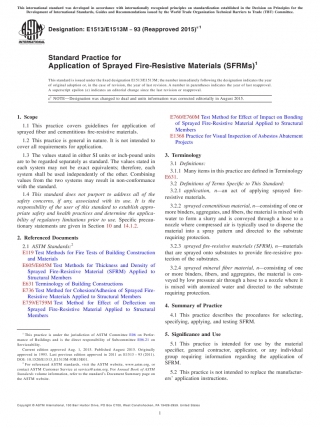 This international standard was developed in accordance with internationally recognized principles on standardization established in the Decision on Principles for the
Development of International Standards, Guides and Recommendations issued by the World Trade Organization Technical Barriers to Trade (TBT) Committee.
Designation: E1513/E1513M − 93 (Reapproved 2015)ε1
Standard Practice for
Application of Sprayed Fire-Resistive Materials (SFRMs)1
This standard is issued under the fixed designation E1513/E1513M; the number immediately following the designation indicates the year
of original adoption or, in the case of revision, the year of last revision. A number in parentheses indicates the year of last reapproval.
A superscript epsilon (ε) indicates an editorial change since the last revision or reapproval.
ε1 NOTE—Designation was changed to dual and units information was corrected editorially in August 2015.
1. Scope
1.1 This practice covers guidelines for application of
sprayed fiber and cementitious fire-resistive materials.
1.2 This practice is general in nature. It is not intended to
cover all requirements for application
1.3 The values stated in either SI units or inch-pound units
are to be regarded separately as standard. The values stated in
each system may not be exact equivalents; therefore, each
system shall be used independently of the other. Combining
values from the two systems may result in non-conformance
with the standard.
1.4 This standard does not purport to address all of the
safety concerns, if any, associated with its use. It is the
responsibility of the user of this standard to establish appro-
priate safety and health practices and determine the applica-
bility of regulatory limitations prior to use. Specific precau-
tionary statements are given in Section 10 and 14.1.2.
2. Referenced Documents
2.1 ASTM Standards:2
E119 Test Methods for Fire Tests of Building Construction
and Materials
E605/E605M Test Methods for Thickness and Density of
Sprayed Fire-Resistive Material (SFRM) Applied to
Structural Members
E631 Terminology of Building Constructions
E736 Test Method for Cohesion/Adhesion of Sprayed Fire-
Resistive Materials Applied to Structural Members
E759/E759M Test Method for Effect of Deflection on
Sprayed Fire-Resistive Material Applied to Structural
Members
1 This practice is under the jurisdiction of ASTM Committee E06 on Perfor-
mance of Buildings and is the direct responsibility of Subcommittee E06.21 on
Serviceability.
Current edition approved Aug. 1, 2015. Published August 2015. Originally
approved in 1993. Last previous edition approved in 2011 as E1513 – 93 (2011).
2 For referenced ASTM standards, visit the ASTM website, www.astm.org, or
contact ASTM Customer Service at service@astm.org. For Annual Book of ASTM
Standards volume information, refer to the standard's Document Summary page on
the ASTM website.
E760/E760M Test Method for Effect of Impact on Bonding
of Sprayed Fire-Resistive Material Applied to Structural
Members
E1368 Practice for Visual Inspection of Asbestos Abatement
Projects
3. Terminology
3.1 Definitions:
3.1.1 Many items in this practice are defined in Terminology
E631.
3.2 Definitions of Terms Specific to This Standard:
3.2.1 application, n—an act of applying sprayed fire-
resistive materials.
3.2.2 sprayed cementitious material, n—consisting of one or
more binders, aggregates, and fibers, the material is mixed with
water to form a slurry and is conveyed through a hose to a
nozzle where compressed air is typically used to disperse the
material into a spray pattern and directed to the substrate
requiring protection.
3.2.3 sprayed fire-resistive materials (SFRM), n—materials
that are sprayed onto substrates to provide fire-resistive pro-
tection of the substrates.
3.2.4 sprayed mineral fiber material, n—consisting of one
or more binders, fibers, and aggregates, the material is con-
veyed by low pressure air through a hose to a nozzle where it
is mixed with atomized water and directed to the substrate
requiring protection.
4. Summary of Practice
4.1 This practice describes the procedures for selecting,
specifying, applying, and testing SFRM.
5. Significance and Use
5.1 This practice is intended for use by the material
specifier, general contractor, applicator, or any individual
group requiring information regarding the application of
SFRM.
5.2 This practice is not intended to replace the manufactur-
ers' application instructions.
Copyright © ASTM International, 100 Barr Harbor Drive, PO Box C700, West Conshohocken, PA 19428-2959. United States
1